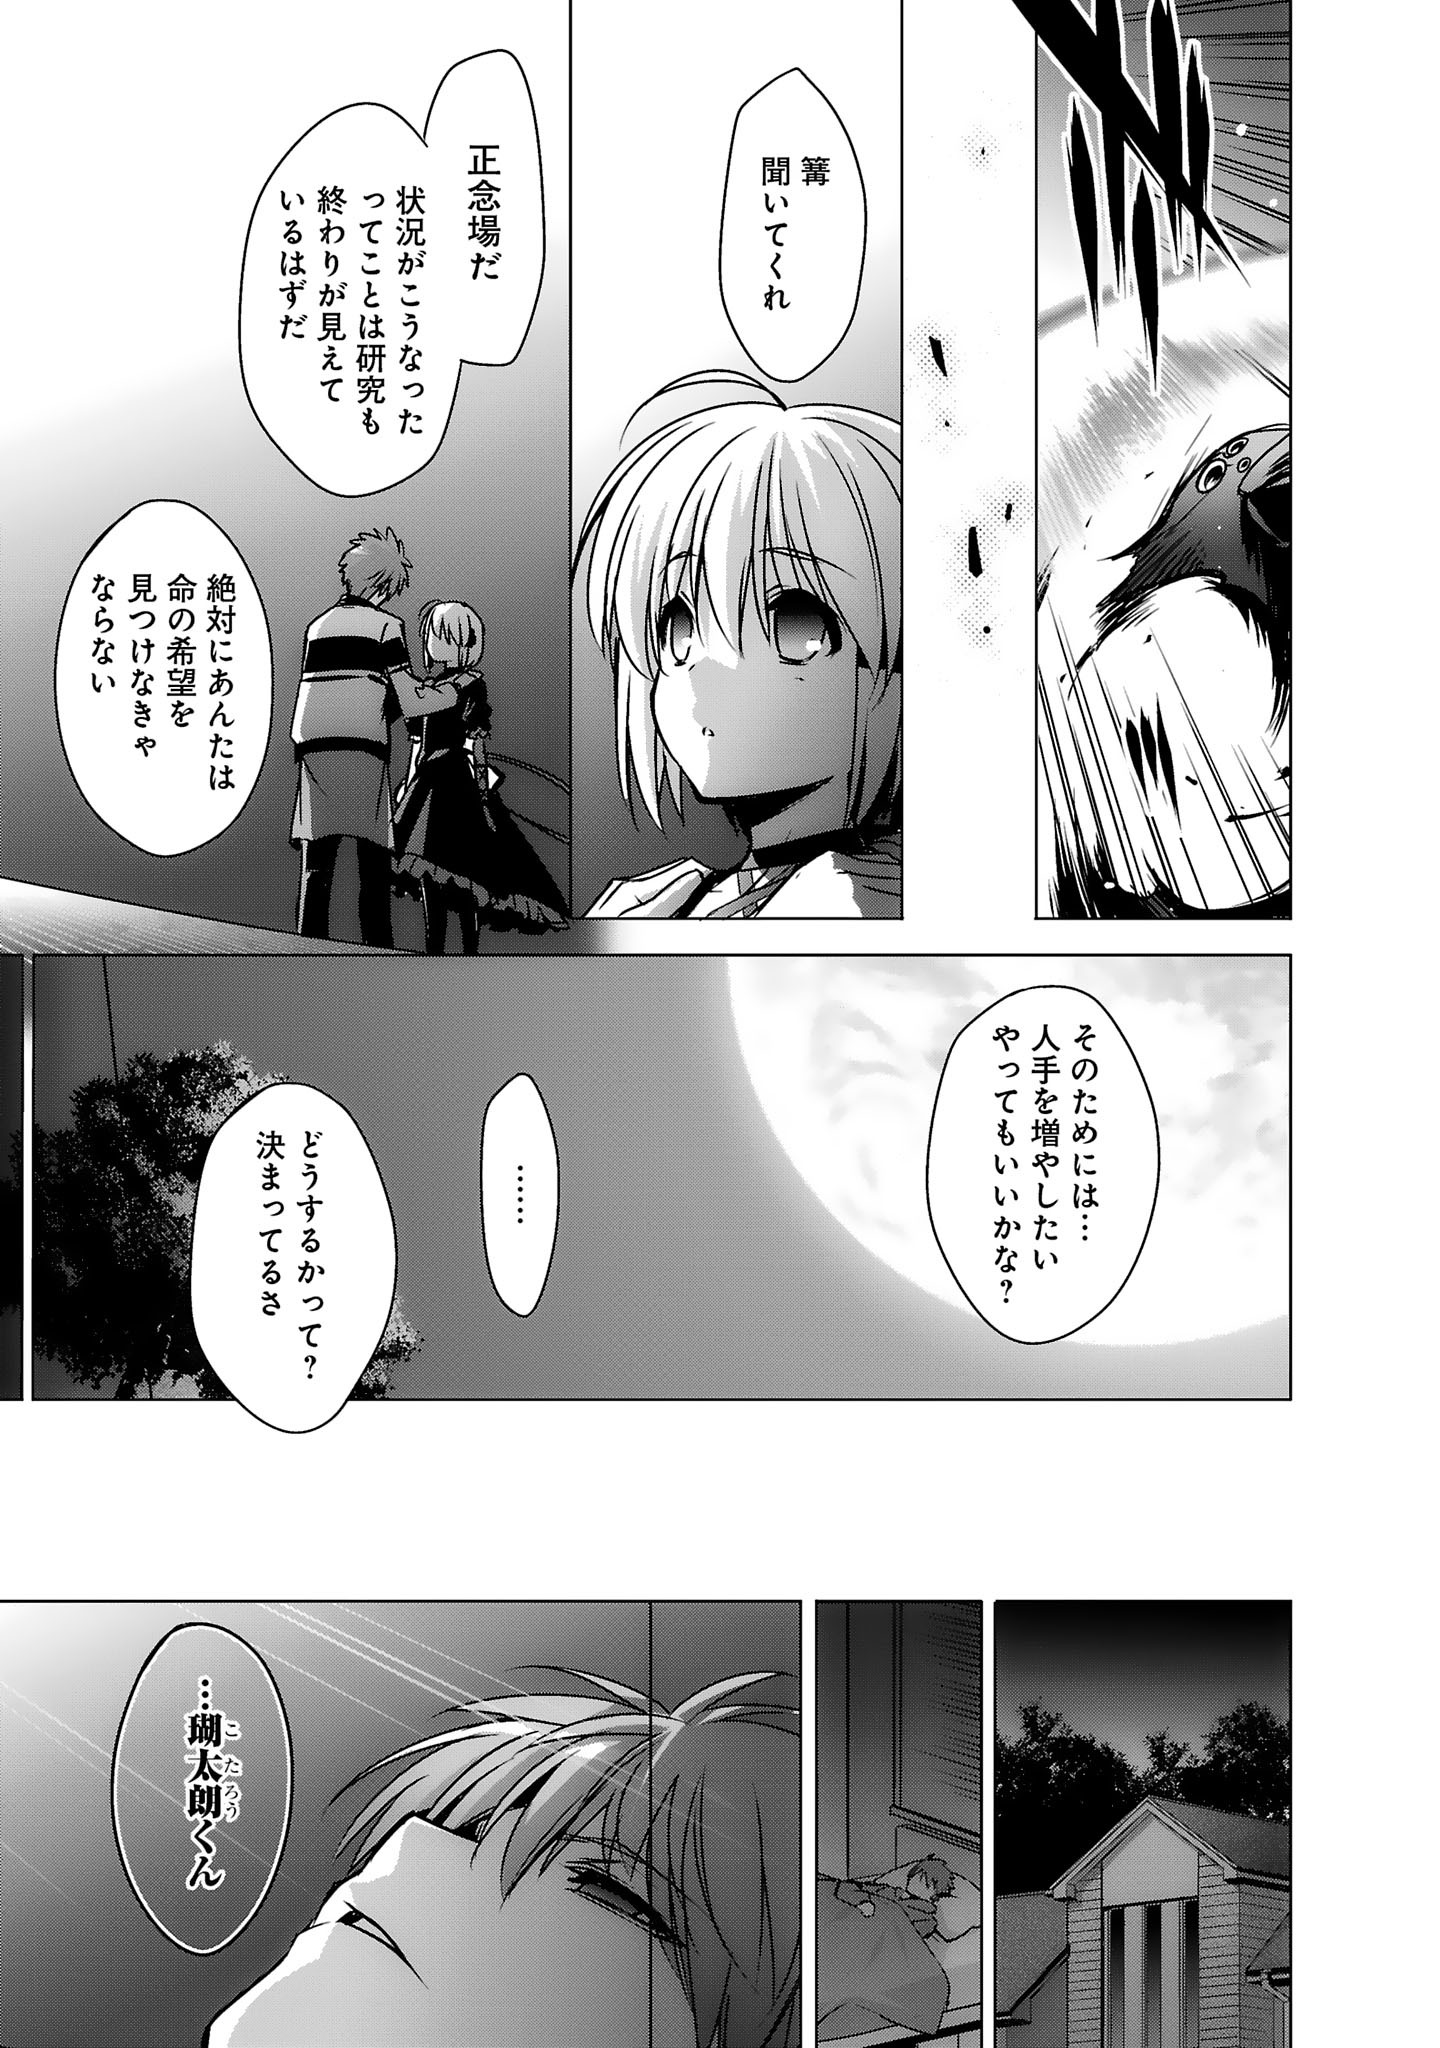 篝
聞いてくれ
正念場だ
状況がこうなった
ってことは研究も
終わりが見えて
いるはずだ
絶対にあんたは
命の希望を
見つけなきゃ
ならない
そのためには…
人手を増やしたい
やってもいいかな？
……
どうするかって？
決まってるさ
…瑚太朗くん
こたろう